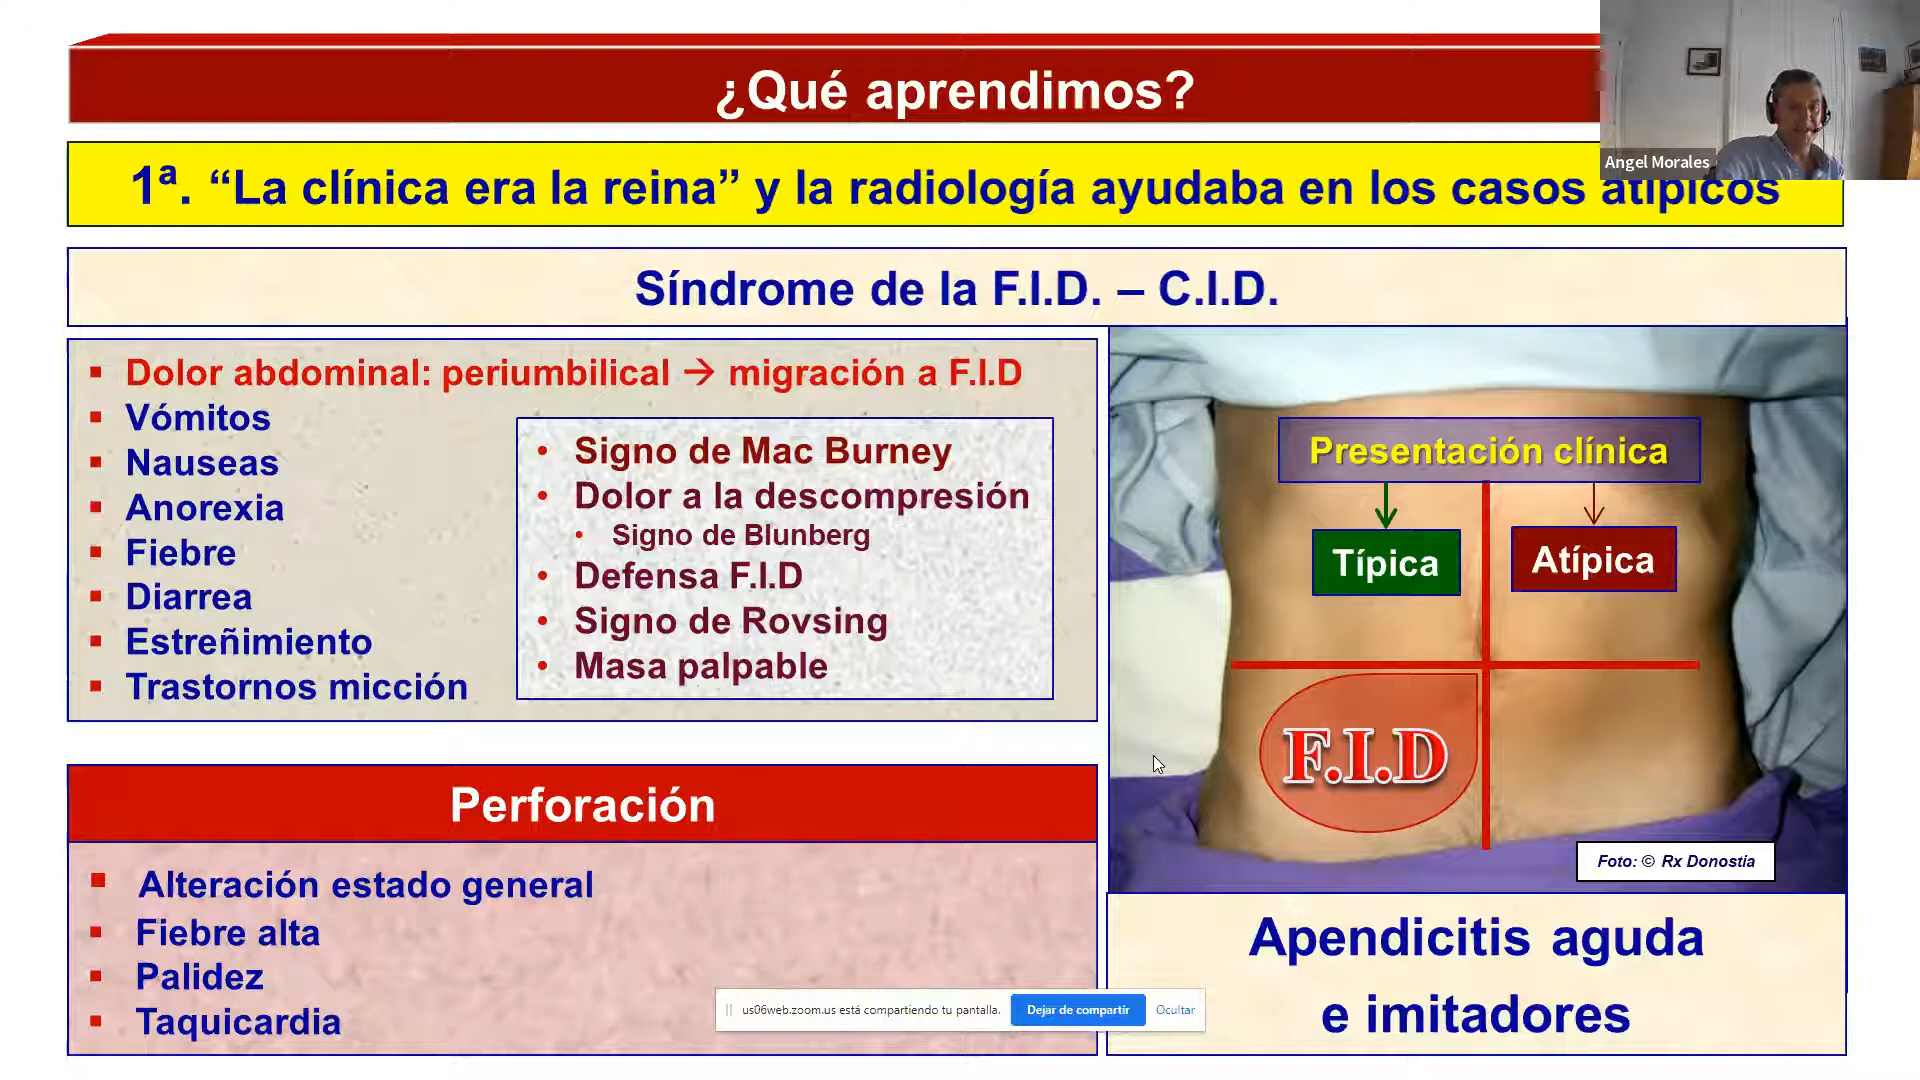 ¿Qué aprendimos?
Angel Morales
1ª. “La clínica era la reina” y la radiología ayudaba en los casos atípicos
Síndrome de la F.I.D. – C.I.D.
▪ Dolor abdominal: periumbilical → migración a F.I.D
▪ Vómitos
▪ Nauseas
▪ Anorexia
▪ Fiebre
▪ Diarrea
▪ Estreñimiento
▪ Trastornos micción
• Signo de Mac Burney
• Dolor a la descompresión
• Signo de Blunberg
• Defensa F.I.D
• Signo de Rovsing
• Masa palpable
Presentación clínica
Típica
Atípica
F.I.D
Foto: © Rx Donostia
Perforación
▪ Alteración estado general
▪ Fiebre alta
▪ Palidez
▪ Taquicardia
Apendicitis aguda
e imitadores
us06web.zoom.us está compartiendo tu pantalla.
Dejar de compartir
Ocultar